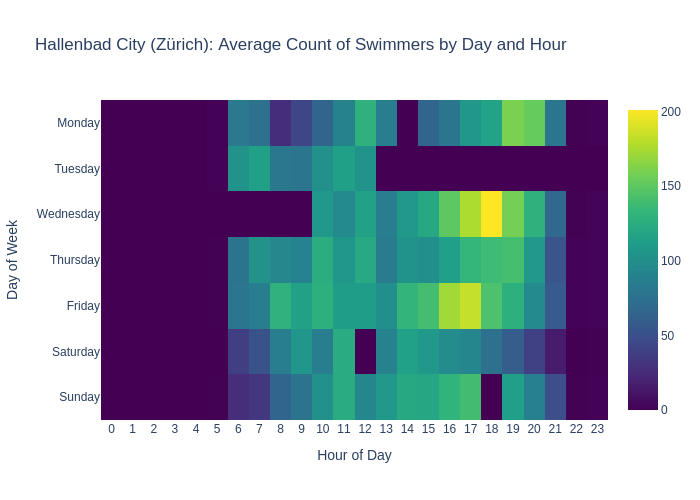 Hallenbad City (Zürich): Average Count of Swimmers by Day and Hour
Day of Week
Monday
Tuesday
Wednesday
Thursday
Friday
Saturday
Sunday
0 1 2 3 4 5 6 7 8 9 10 11 12 13 14 15 16 17 18 19 20 21 22 23
Hour of Day
200
150
100
50
0